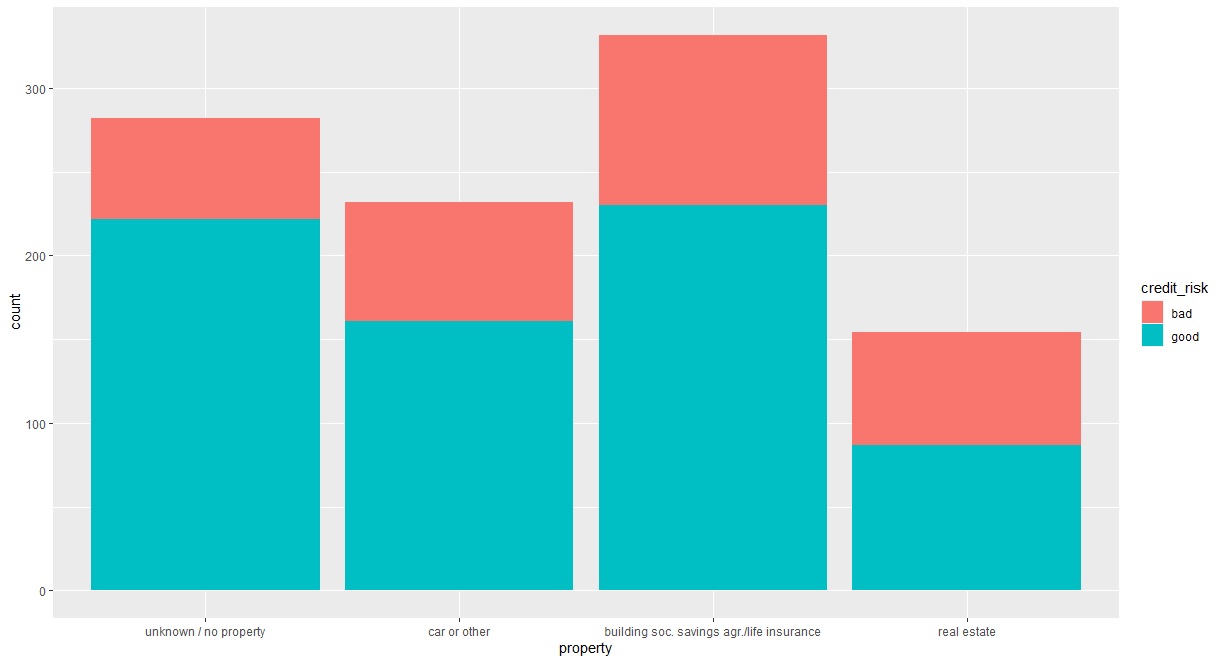 300
200
100
0
count
unknown / no property
car or other
building soc. savings agr./life insurance
real estate
property
credit_risk
bad
good